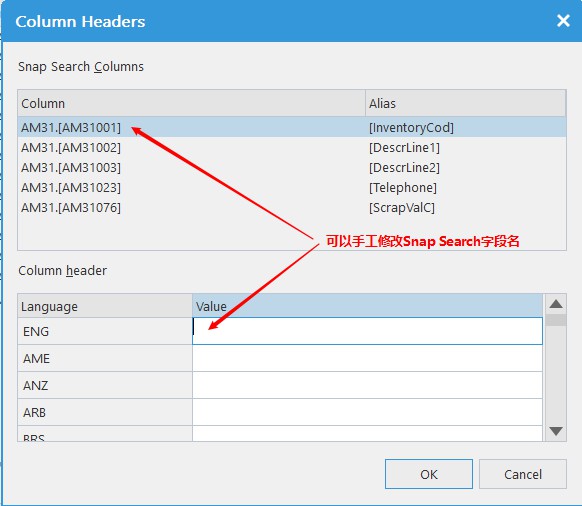 Column Headers
Snap Search Columns
Column Alias
AM31.[AM31001] [InventoryCod]
AM31.[AM31002] [DescrLine1]
AM31.[AM31003] [DescrLine2]
AM31.[AM31023] [Telephone]
AM31.[AM31076] [ScrapValC]
可以手工修改Snap Search字段名
Column header
Language Value
ENG
AME
ANZ
ARB
BRS
OK Cancel